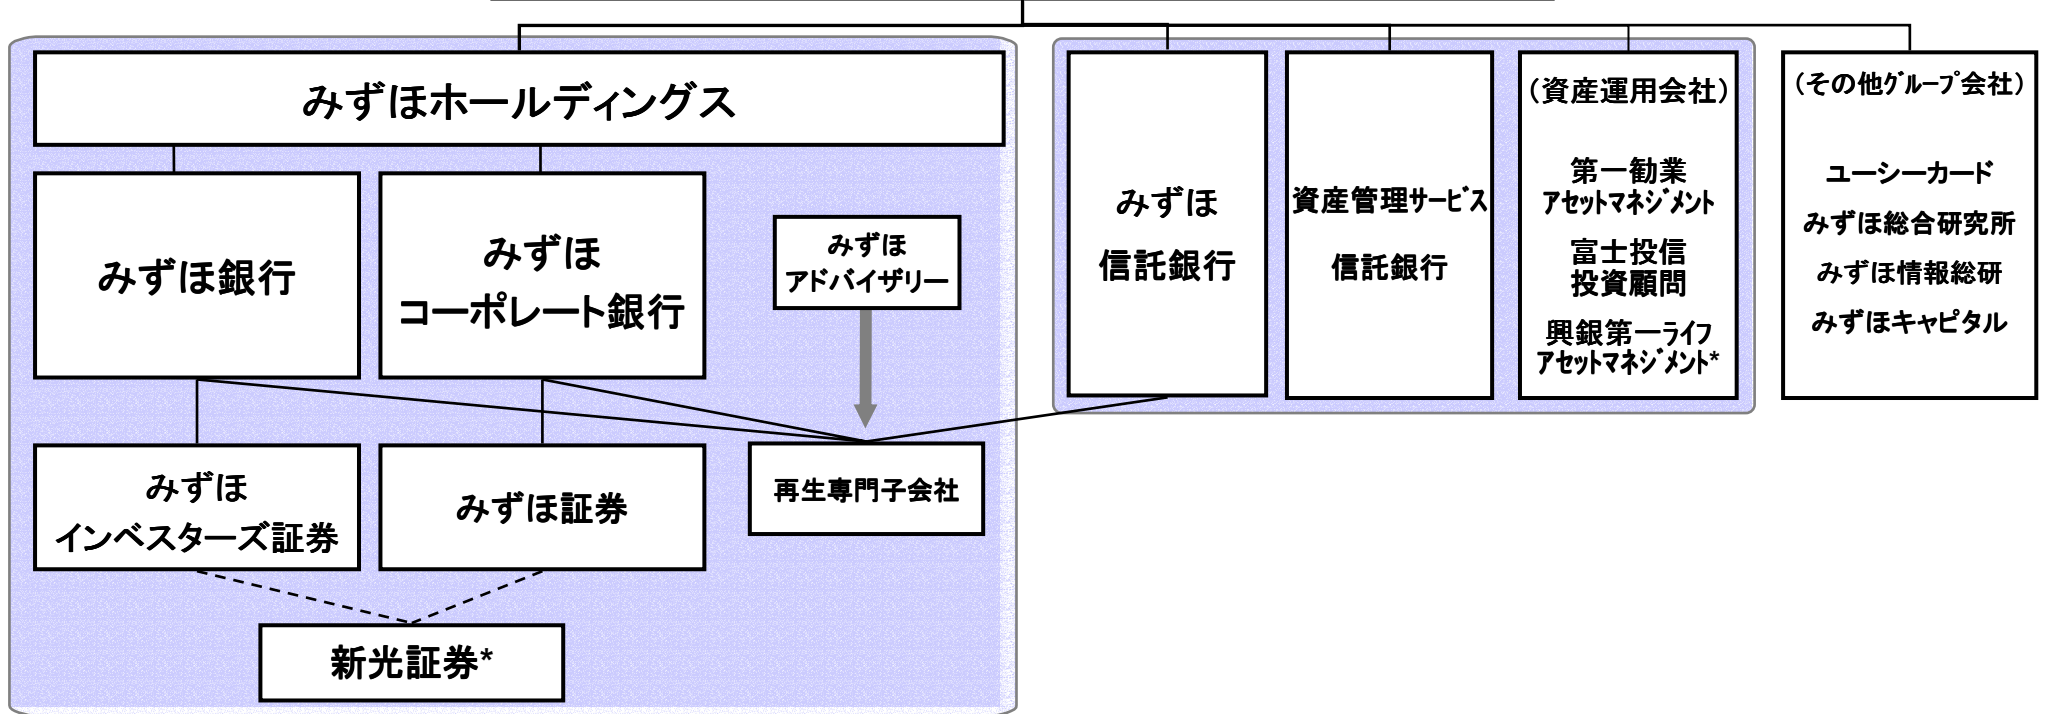 みずほホールディングス
みずほ銀行
みずほ
コーポレート銀行
みずほ
アドバイザリー
みずほ
インベスターズ証券
みずほ証券
再生専門子会社
新光証券*
みずほ
信託銀行
資産管理サービス
信託銀行
(資産運用会社)
第一勧業
アセットマネジメント
富士投信
投資顧問
興銀第一ライフ
アセットマネジメント*
(その他グループ会社)
ユーシーカード
みずほ総合研究所
みずほ情報総研
みずほキャピタル